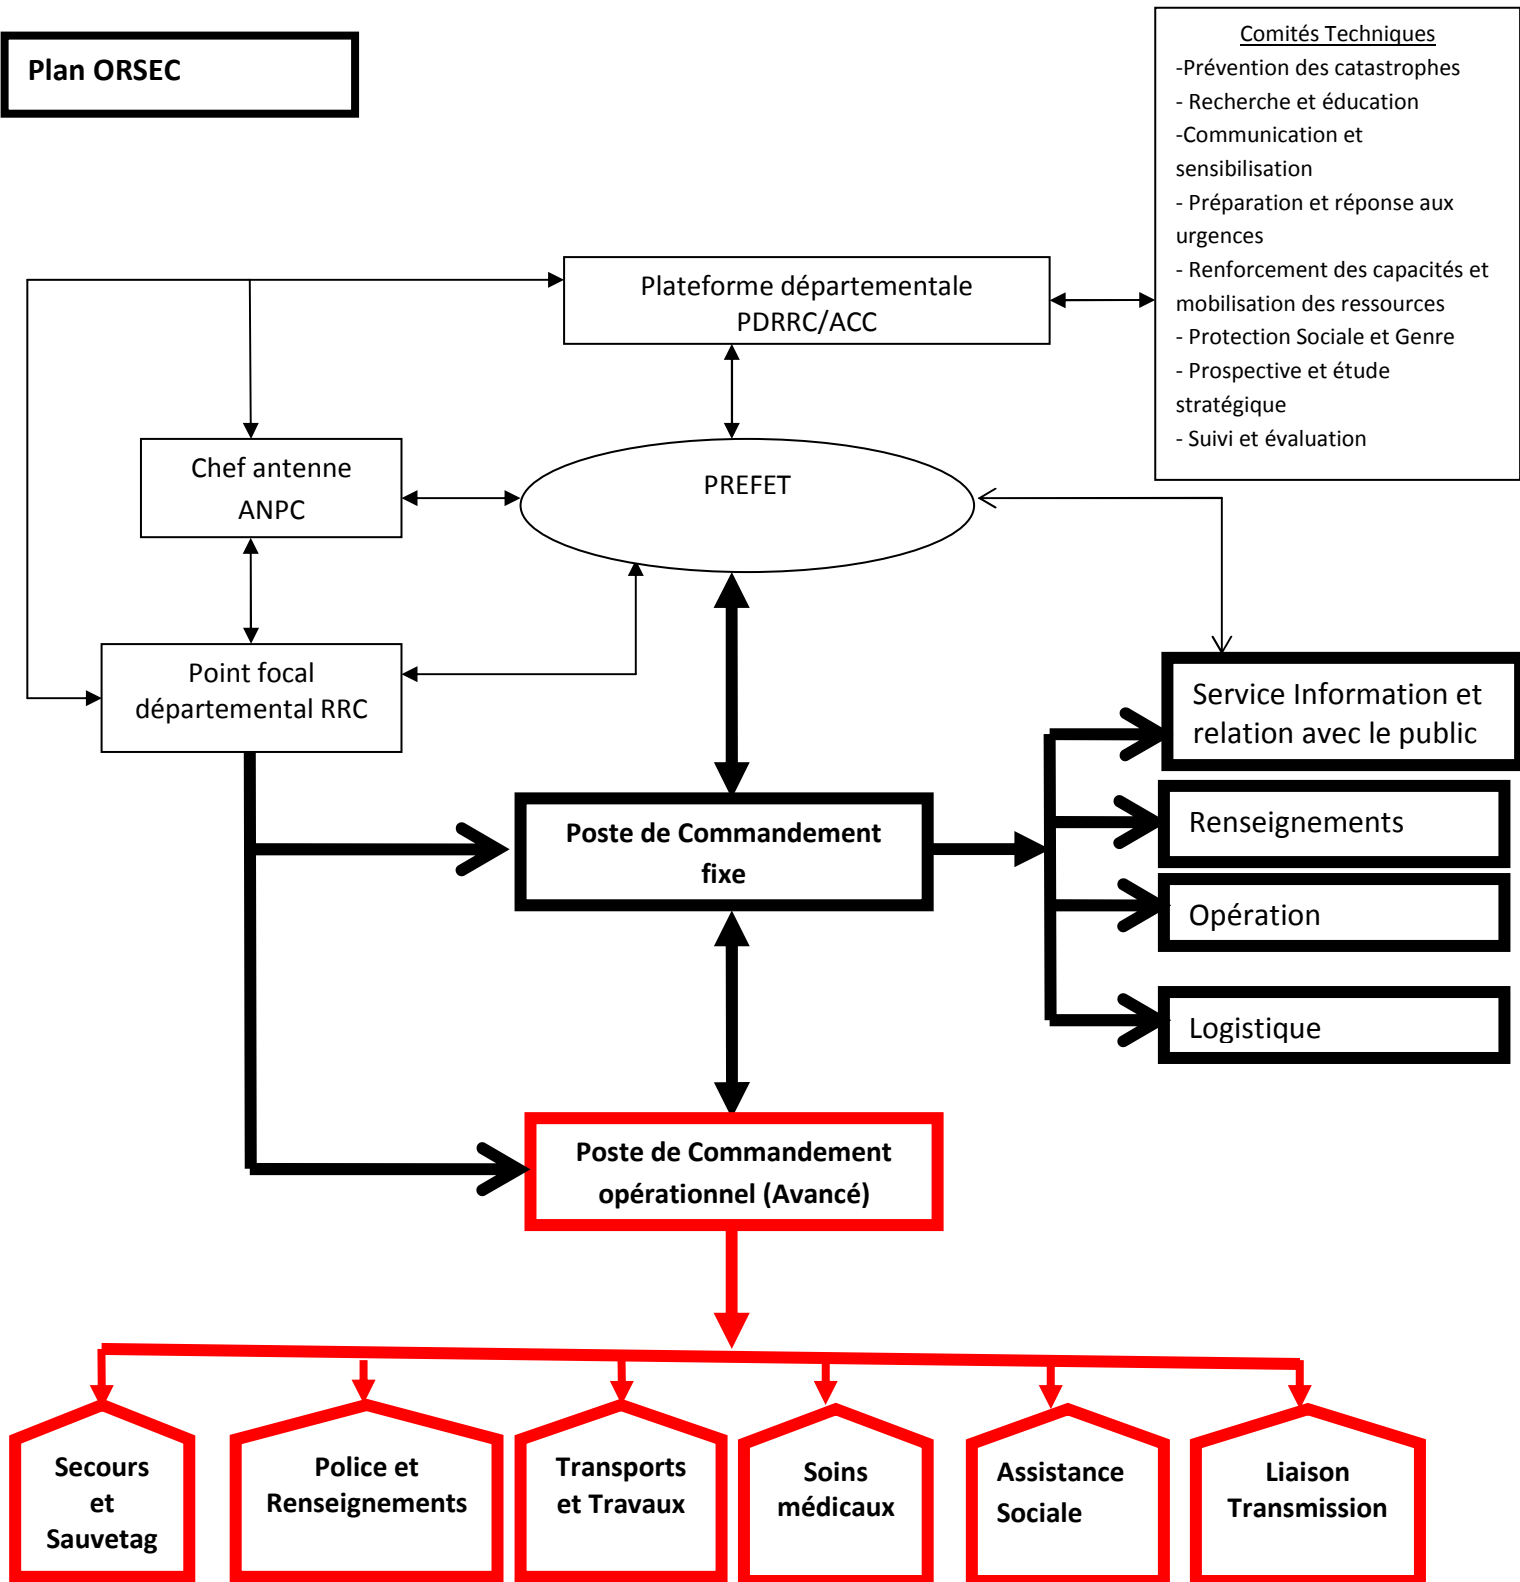 Plan ORSEC
Comités Techniques
-Prévention des catastrophes
- Recherche et éducation
-Communication et
sensibilisation
- Préparation et réponse aux
urgences
- Renforcement des capacités et
mobilisation des ressources
- Protection Sociale et Genre
- Prospective et étude
stratégique
- Suivi et évaluation
Plateforme départementale
PDRRC/ACC
Chef antenne
ANPC
PREFET
Point focal
départemental RRC
Service Information et
relation avec le public
Poste de Commandement
fixe
Renseignements
Opération
Logistique
Poste de Commandement
opérationnel (Avancé)
Secours
et
Sauvetag
Police et
Renseignements
Transports
et Travaux
Soins
médicaux
Assistance
Sociale
Liaison
Transmission